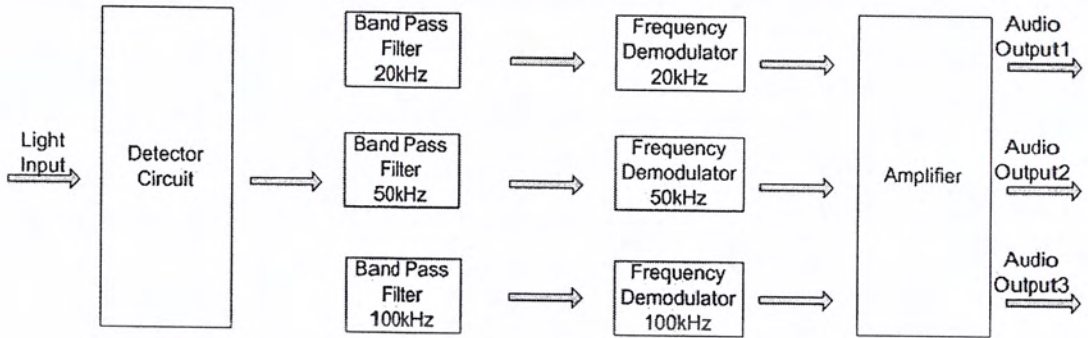 Light
Input
Detector
Circuit
Band Pass
Filter
20kHz
Frequency
Demodulator
20kHz
Band Pass
Filter
50kHz
Frequency
Demodulator
50kHz
Band Pass
Filter
100kHz
Frequency
Demodulator
100kHz
Amplifier
Audio
Output1
Audio
Output2
Audio
Output3